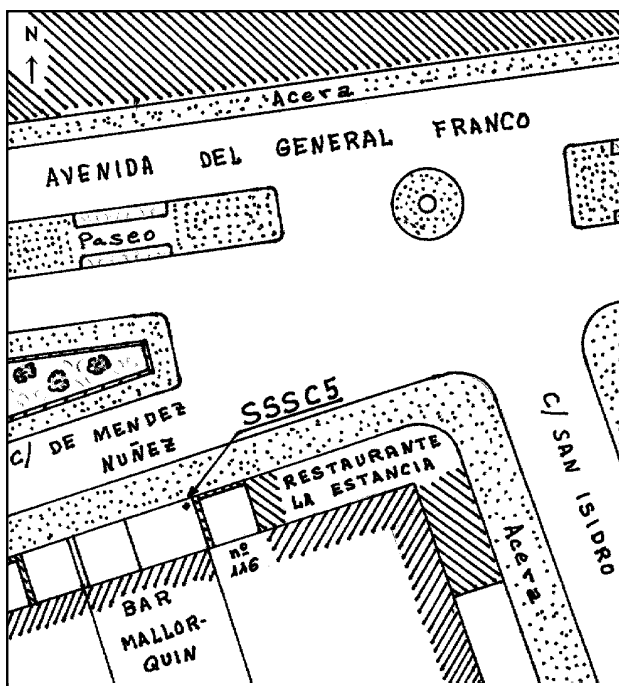 N
Acera
AVENIDA DEL GENERAL FRANCO
Paseo
SSSC5
C/ DE MENDEZ
NUÑEZ
C/ SAN ISIDRO
RESTAURANTE
LA ESTANCIA
nº
116
Acera
BAR
MALLOR-
QUIN